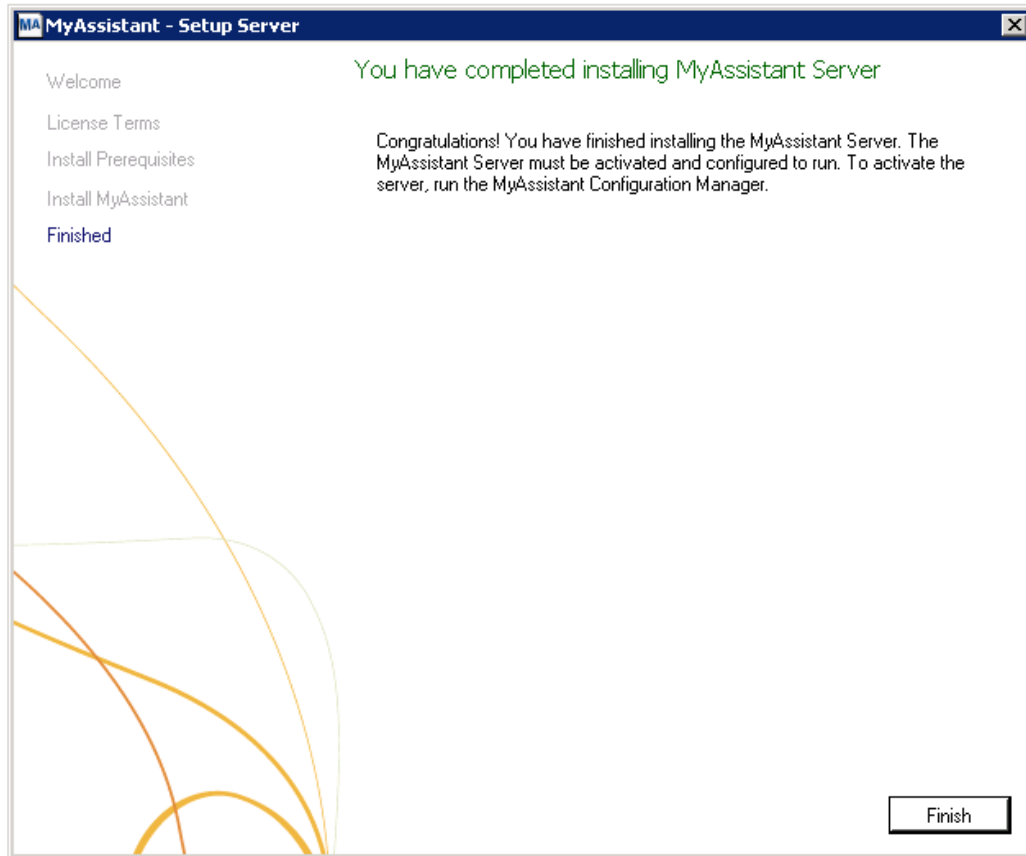 MA MyAssistant - Setup Server
Welcome
License Terms
Install Prerequisites
Install MyAssistant
Finished
You have completed installing MyAssistant Server
Congratulations! You have finished installing the MyAssistant Server. The
MyAssistant Server must be activated and configured to run. To activate the
server, run the MyAssistant Configuration Manager.
Finish